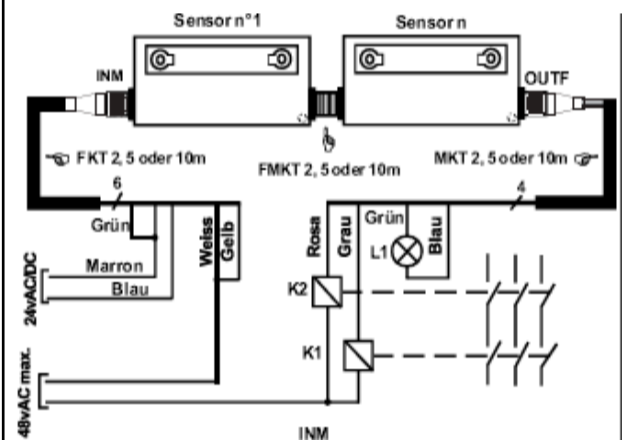 Sensor n°1
Sensor n
INM
OUTF
FKT 2, 5 oder 10m
FMKT 2, 5 oder 10m
MKT 2, 5 oder 10m
6
4
Grün
Weiss
Gelb
Rosa
Grau
Grün
Blau
L1
Marron
Blau
24vAC/DC
K2
K1
48vAC max.
INM